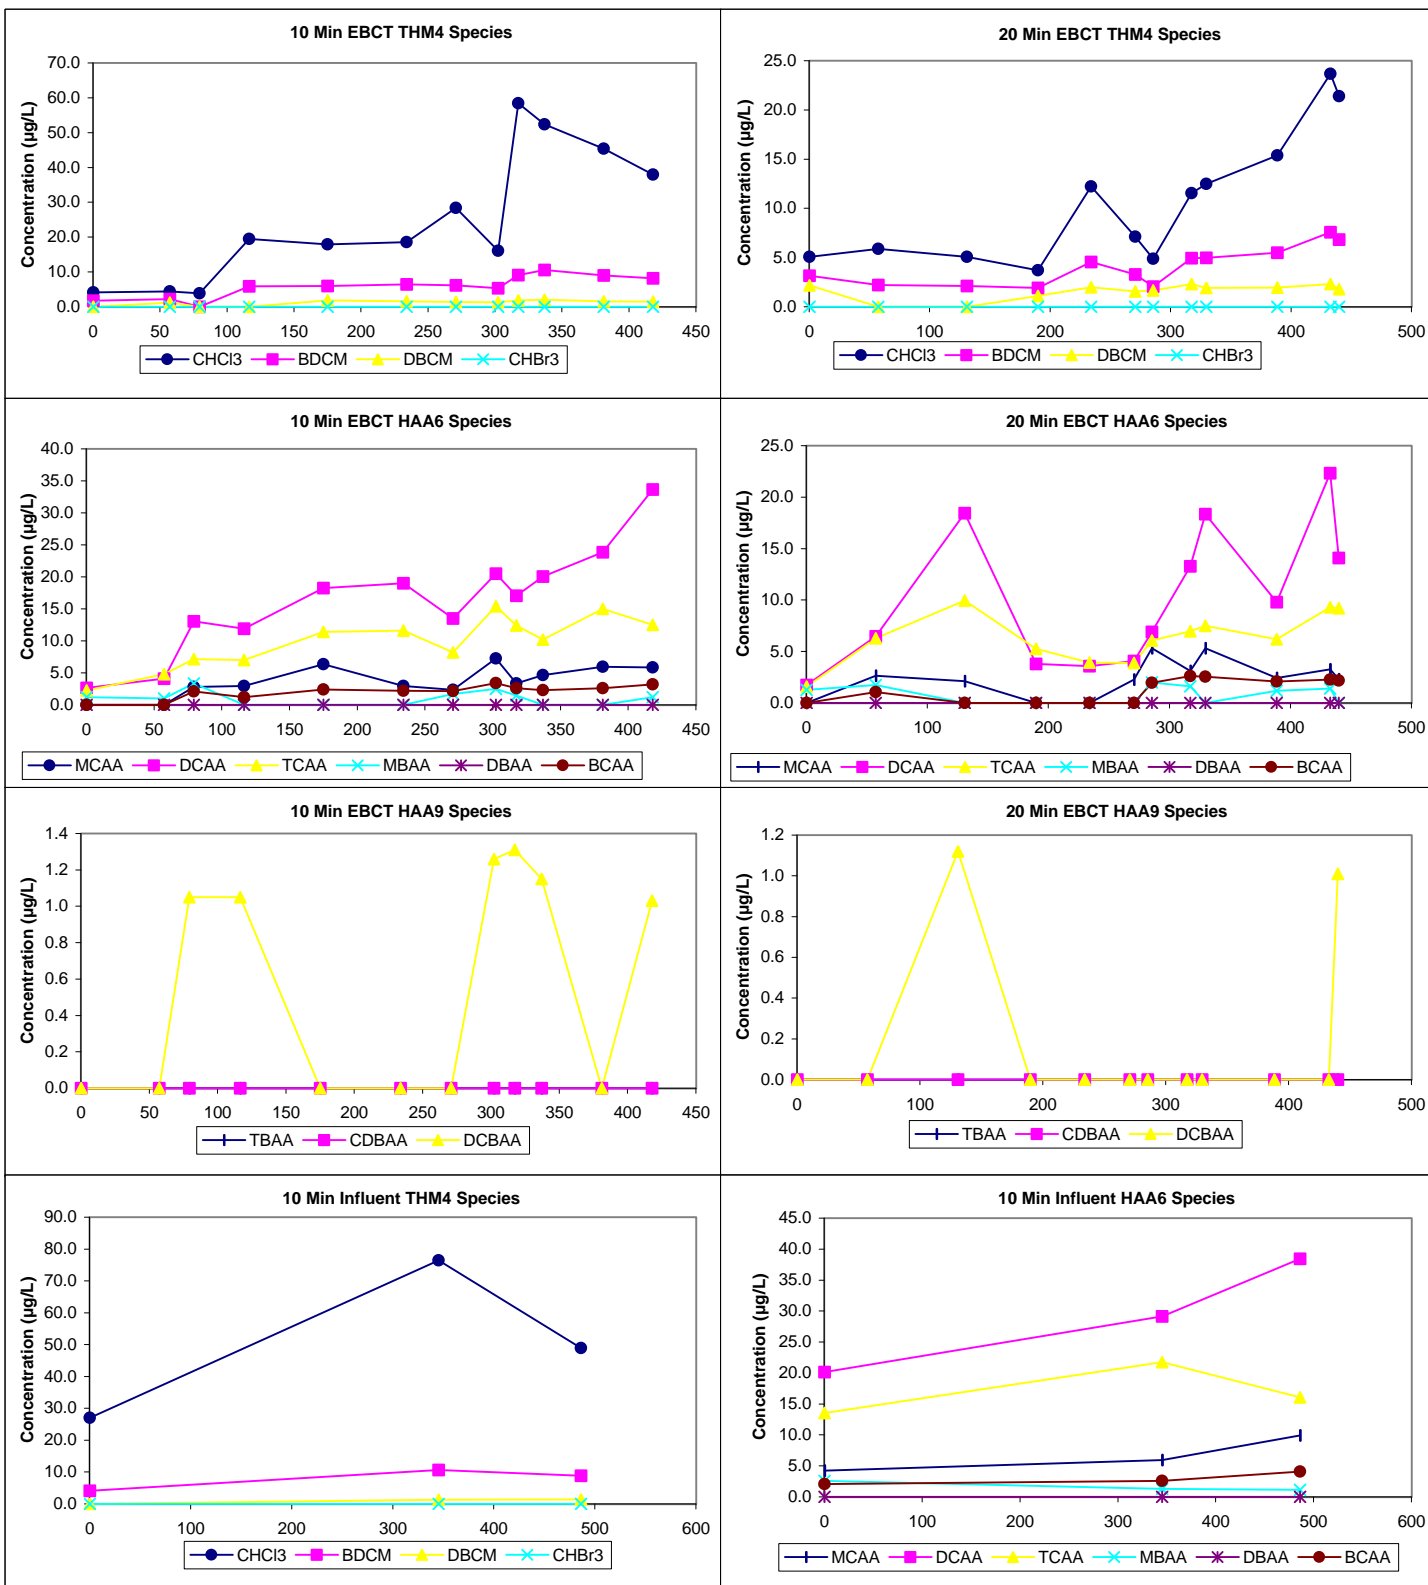 10 Min EBCT THM4 Species
70.0
60.0
50.0
40.0
30.0
20.0
10.0
0.0
Concentration (µg/L)
0 50 100 150 200 250 300 350 400 450
CHCl3 BDCM DBCM CHBr3
20 Min EBCT THM4 Species
25.0
20.0
15.0
10.0
5.0
0.0
Concentration (µg/L)
0 100 200 300 400 500
CHCl3 BDCM DBCM CHBr3
10 Min EBCT HAA6 Species
40.0
35.0
30.0
25.0
20.0
15.0
10.0
5.0
0.0
Concentration (µg/L)
0 50 100 150 200 250 300 350 400 450
MCAA DCAA TCAA MBAA DBAA BCAA
20 Min EBCT HAA6 Species
25.0
20.0
15.0
10.0
5.0
0.0
Concentration (µg/L)
0 100 200 300 400 500
MCAA DCAA TCAA MBAA DBAA BCAA
10 Min EBCT HAA9 Species
1.4
1.2
1.0
0.8
0.6
0.4
0.2
0.0
Concentration (µg/L)
0 50 100 150 200 250 300 350 400 450
TBAA CDBAA DCBAA
20 Min EBCT HAA9 Species
1.2
1.0
0.8
0.6
0.4
0.2
0.0
Concentration (µg/L)
0 100 200 300 400 500
TBAA CDBAA DCBAA
10 Min Influent THM4 Species
90.0
80.0
70.0
60.0
50.0
40.0
30.0
20.0
10.0
0.0
Concentration (µg/L)
0 100 200 300 400 500 600
CHCl3 BDCM DBCM CHBr3
10 Min Influent HAA6 Species
45.0
40.0
35.0
30.0
25.0
20.0
15.0
10.0
5.0
0.0
Concentration (µg/L)
0 100 200 300 400 500 600
MCAA DCAA TCAA MBAA DBAA BCAA